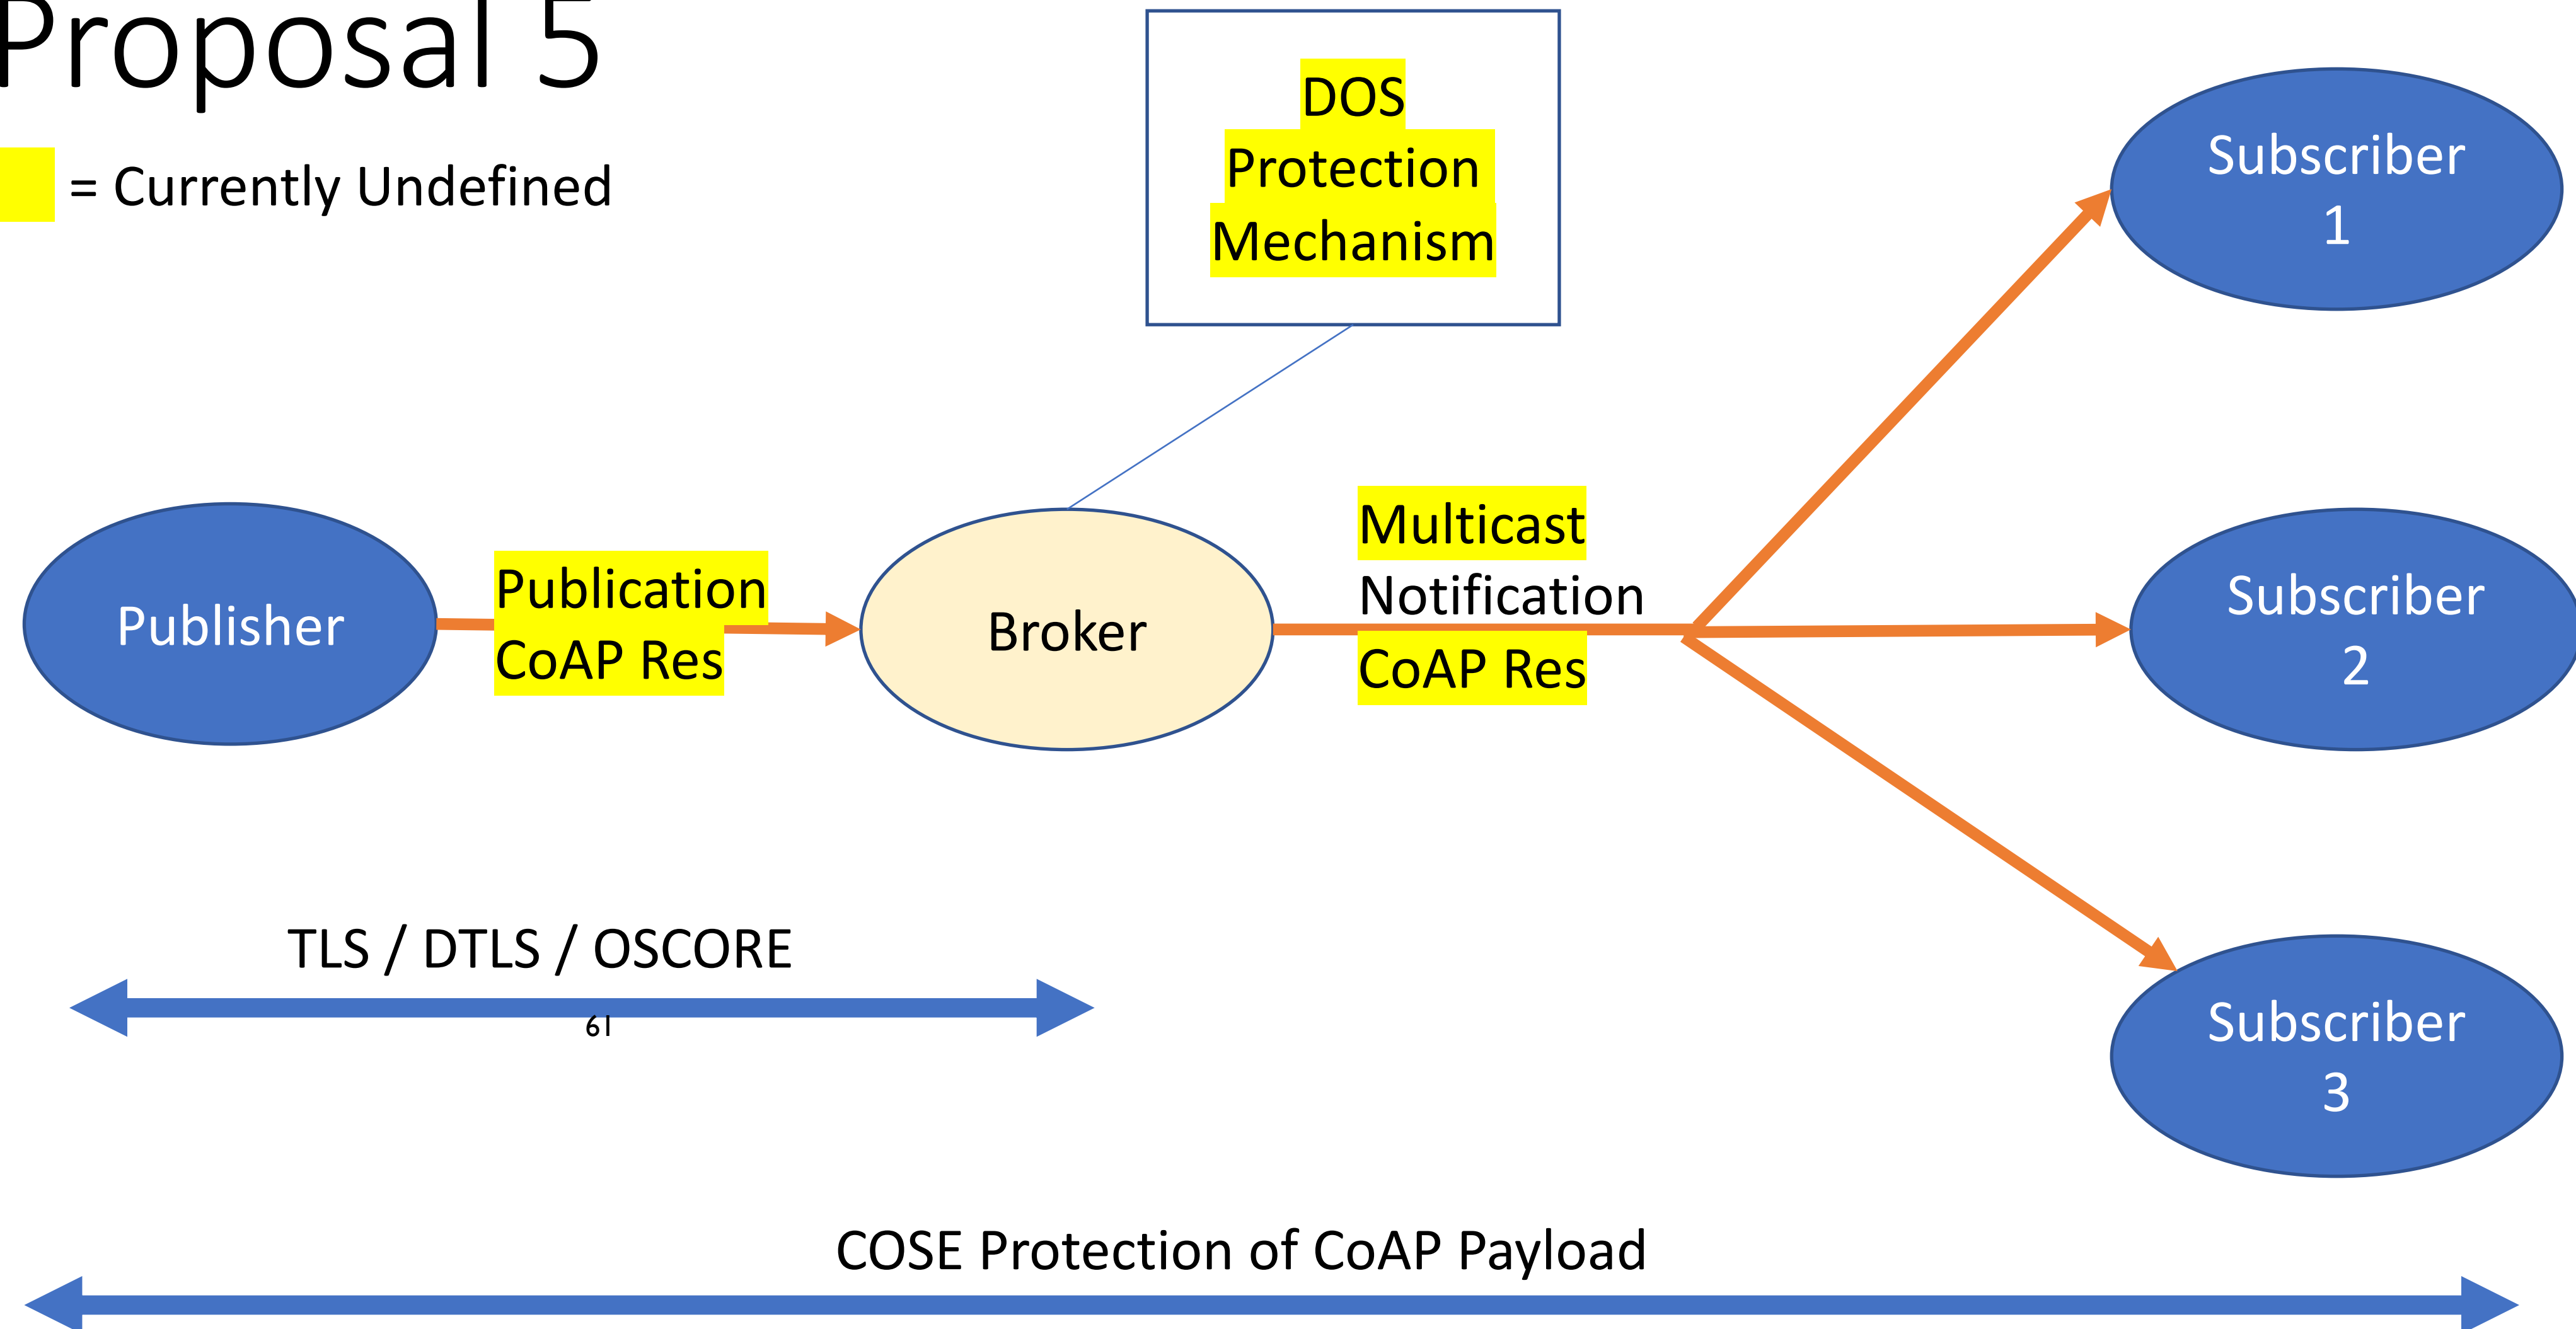 Proposal 5
= Currently Undefined
DOS
Protection
Mechanism
Subscriber
1
Multicast
Notification
CoAP Res
Publication
CoAP Res
Publisher
Broker
Subscriber
2
TLS / DTLS / OSCORE
61
Subscriber
3
COSE Protection of CoAP Payload